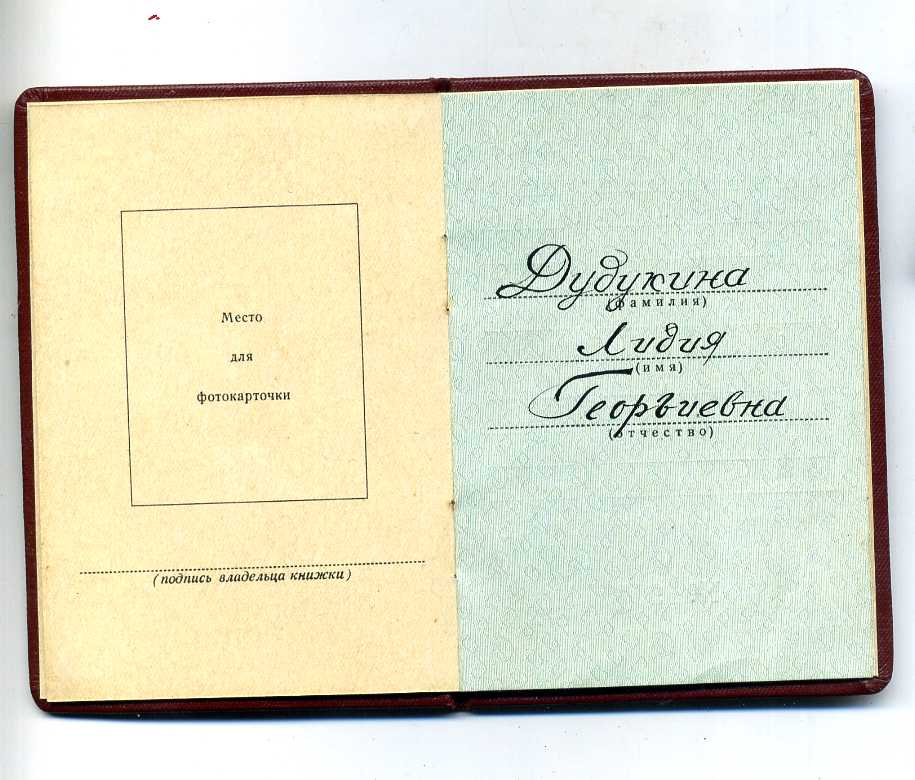 Место
для
фотокарточки
(подпись владельца книжки)
Дудукина
(фамилия)
Лидия
(имя)
Георгиевна
(отчество)